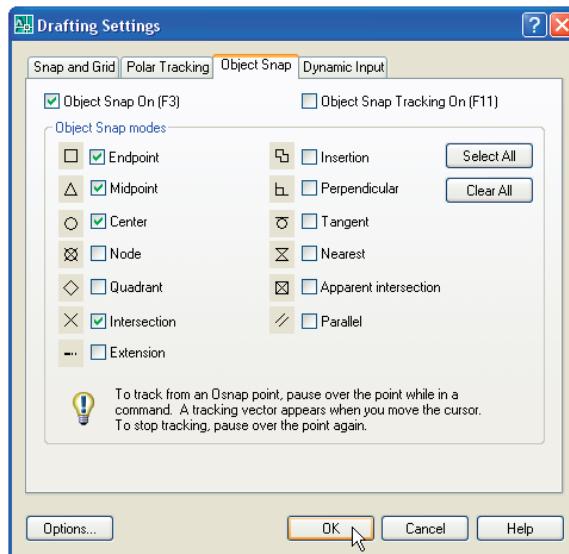 Drafting Settings
Snap and Grid Polar Tracking Object Snap Dynamic Input
Object Snap On (F3) Object Snap Tracking On (F11)
Object Snap modes
Endpoint Insertion Select All
Midpoint Perpendicular Clear All
Center Tangent
Node Nearest
Quadrant Apparent intersection
Intersection Parallel
Extension
To track from an Osnap point, pause over the point while in a
command. A tracking vector appears when you move the cursor.
To stop tracking, pause over the point again.
Options... OK Cancel Help